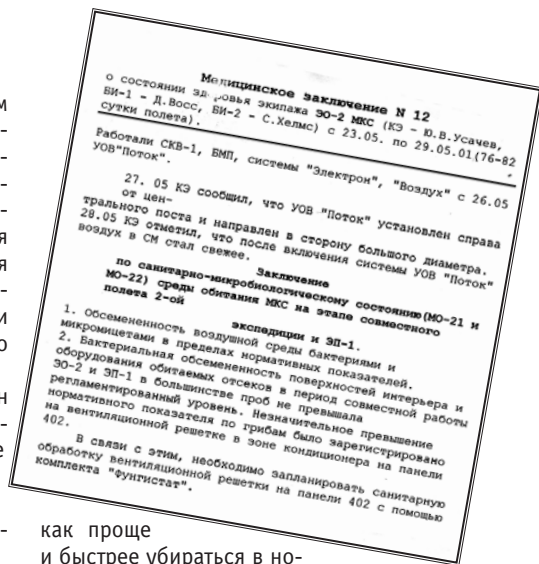 м
-
-
-
-
я
я
-
и
о
н
-
е
-
Медицинское заключение N 12
о состоянии здоровья экипажа ЭО-2 МКС (КЭ - Ю.В.Усачев,
БИ-1 - Д.Восс, БИ-2 - С.Хелмс) с 23.05. по 29.05.01(76-82
сутки полета).
Работали СКВ-1, БМП, системы "Электрон", "Воздух" с 26.05
УОВ"Поток".
27. 05 КЭ сообщил, что УОВ "Поток" установлен справа
от цен-
трального поста и направлен в сторону большого диаметра.
28.05 КЭ отметил, что после включения системы УОВ "Поток"
воздух в СМ стал свежее.
Заключение
по санитарно-микробиологическому состоянию(МО-21 и
МО-22) среды обитания МКС на этапе совместного
полета 2-ой
экспедиции и ЭП-1.
1. Обсемененность воздушной среды бактериями и
микромицетами в пределах нормативных показателей.
2. Бактериальная обсемененность поверхностей интерьера и
оборудования обитаемых отсеков в период совместной работы
ЭО-2 и ЭП-1 в большинстве проб не превышала
регламентированный уровень. Незначительное превышение
нормативного показателя по грибам было зарегистрировано
на вентиляционной решетке в зоне кондиционера на панели
402.
В связи с этим, необходимо запланировать санитарную
обработку вентиляционной решетки на панели 402 с помощью
комплекта "Фунгистат".
как проще
и быстрее убираться в но-